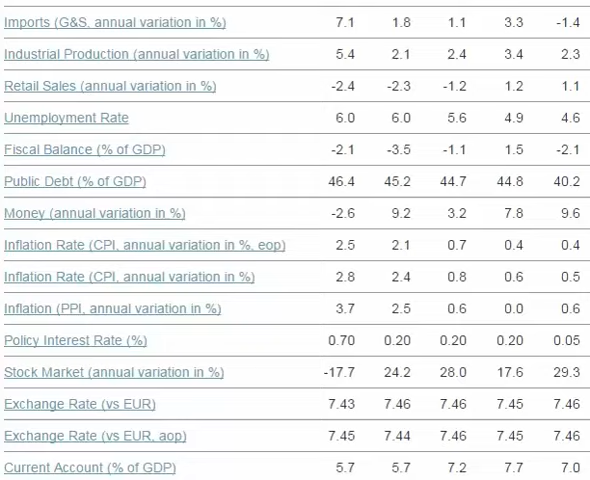 Imports (G&S, annual variation in %) 7.1 1.8 1.1 3.3 -1.4
Industrial Production (annual variation in %) 5.4 2.1 2.4 3.4 2.3
Retail Sales (annual variation in %) -2.4 -2.3 -1.2 1.2 1.1
Unemployment Rate 6.0 6.0 5.6 4.9 4.6
Fiscal Balance (% of GDP) -2.1 -3.5 -1.1 1.5 -2.1
Public Debt (% of GDP) 46.4 45.2 44.7 44.8 40.2
Money (annual variation in %) -2.6 9.2 3.2 7.8 9.6
Inflation Rate (CPI, annual variation in %, eop) 2.5 2.1 0.7 0.4 0.4
Inflation Rate (CPI, annual variation in %) 2.8 2.4 0.8 0.6 0.5
Inflation (PPI, annual variation in %) 3.7 2.5 0.6 0.0 0.6
Policy Interest Rate (%) 0.70 0.20 0.20 0.20 0.05
Stock Market (annual variation in %) -17.7 24.2 28.0 17.6 29.3
Exchange Rate (vs EUR) 7.43 7.46 7.46 7.45 7.46
Exchange Rate (vs EUR, aop) 7.45 7.44 7.46 7.45 7.46
Current Account (% of GDP) 5.7 5.7 7.2 7.7 7.0